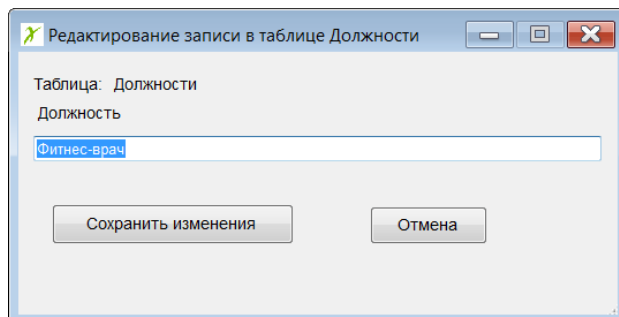 Редактирование записи в таблице Должности
Таблица: Должности
Должность
Фитнес-врач
Сохранить изменения Отмена